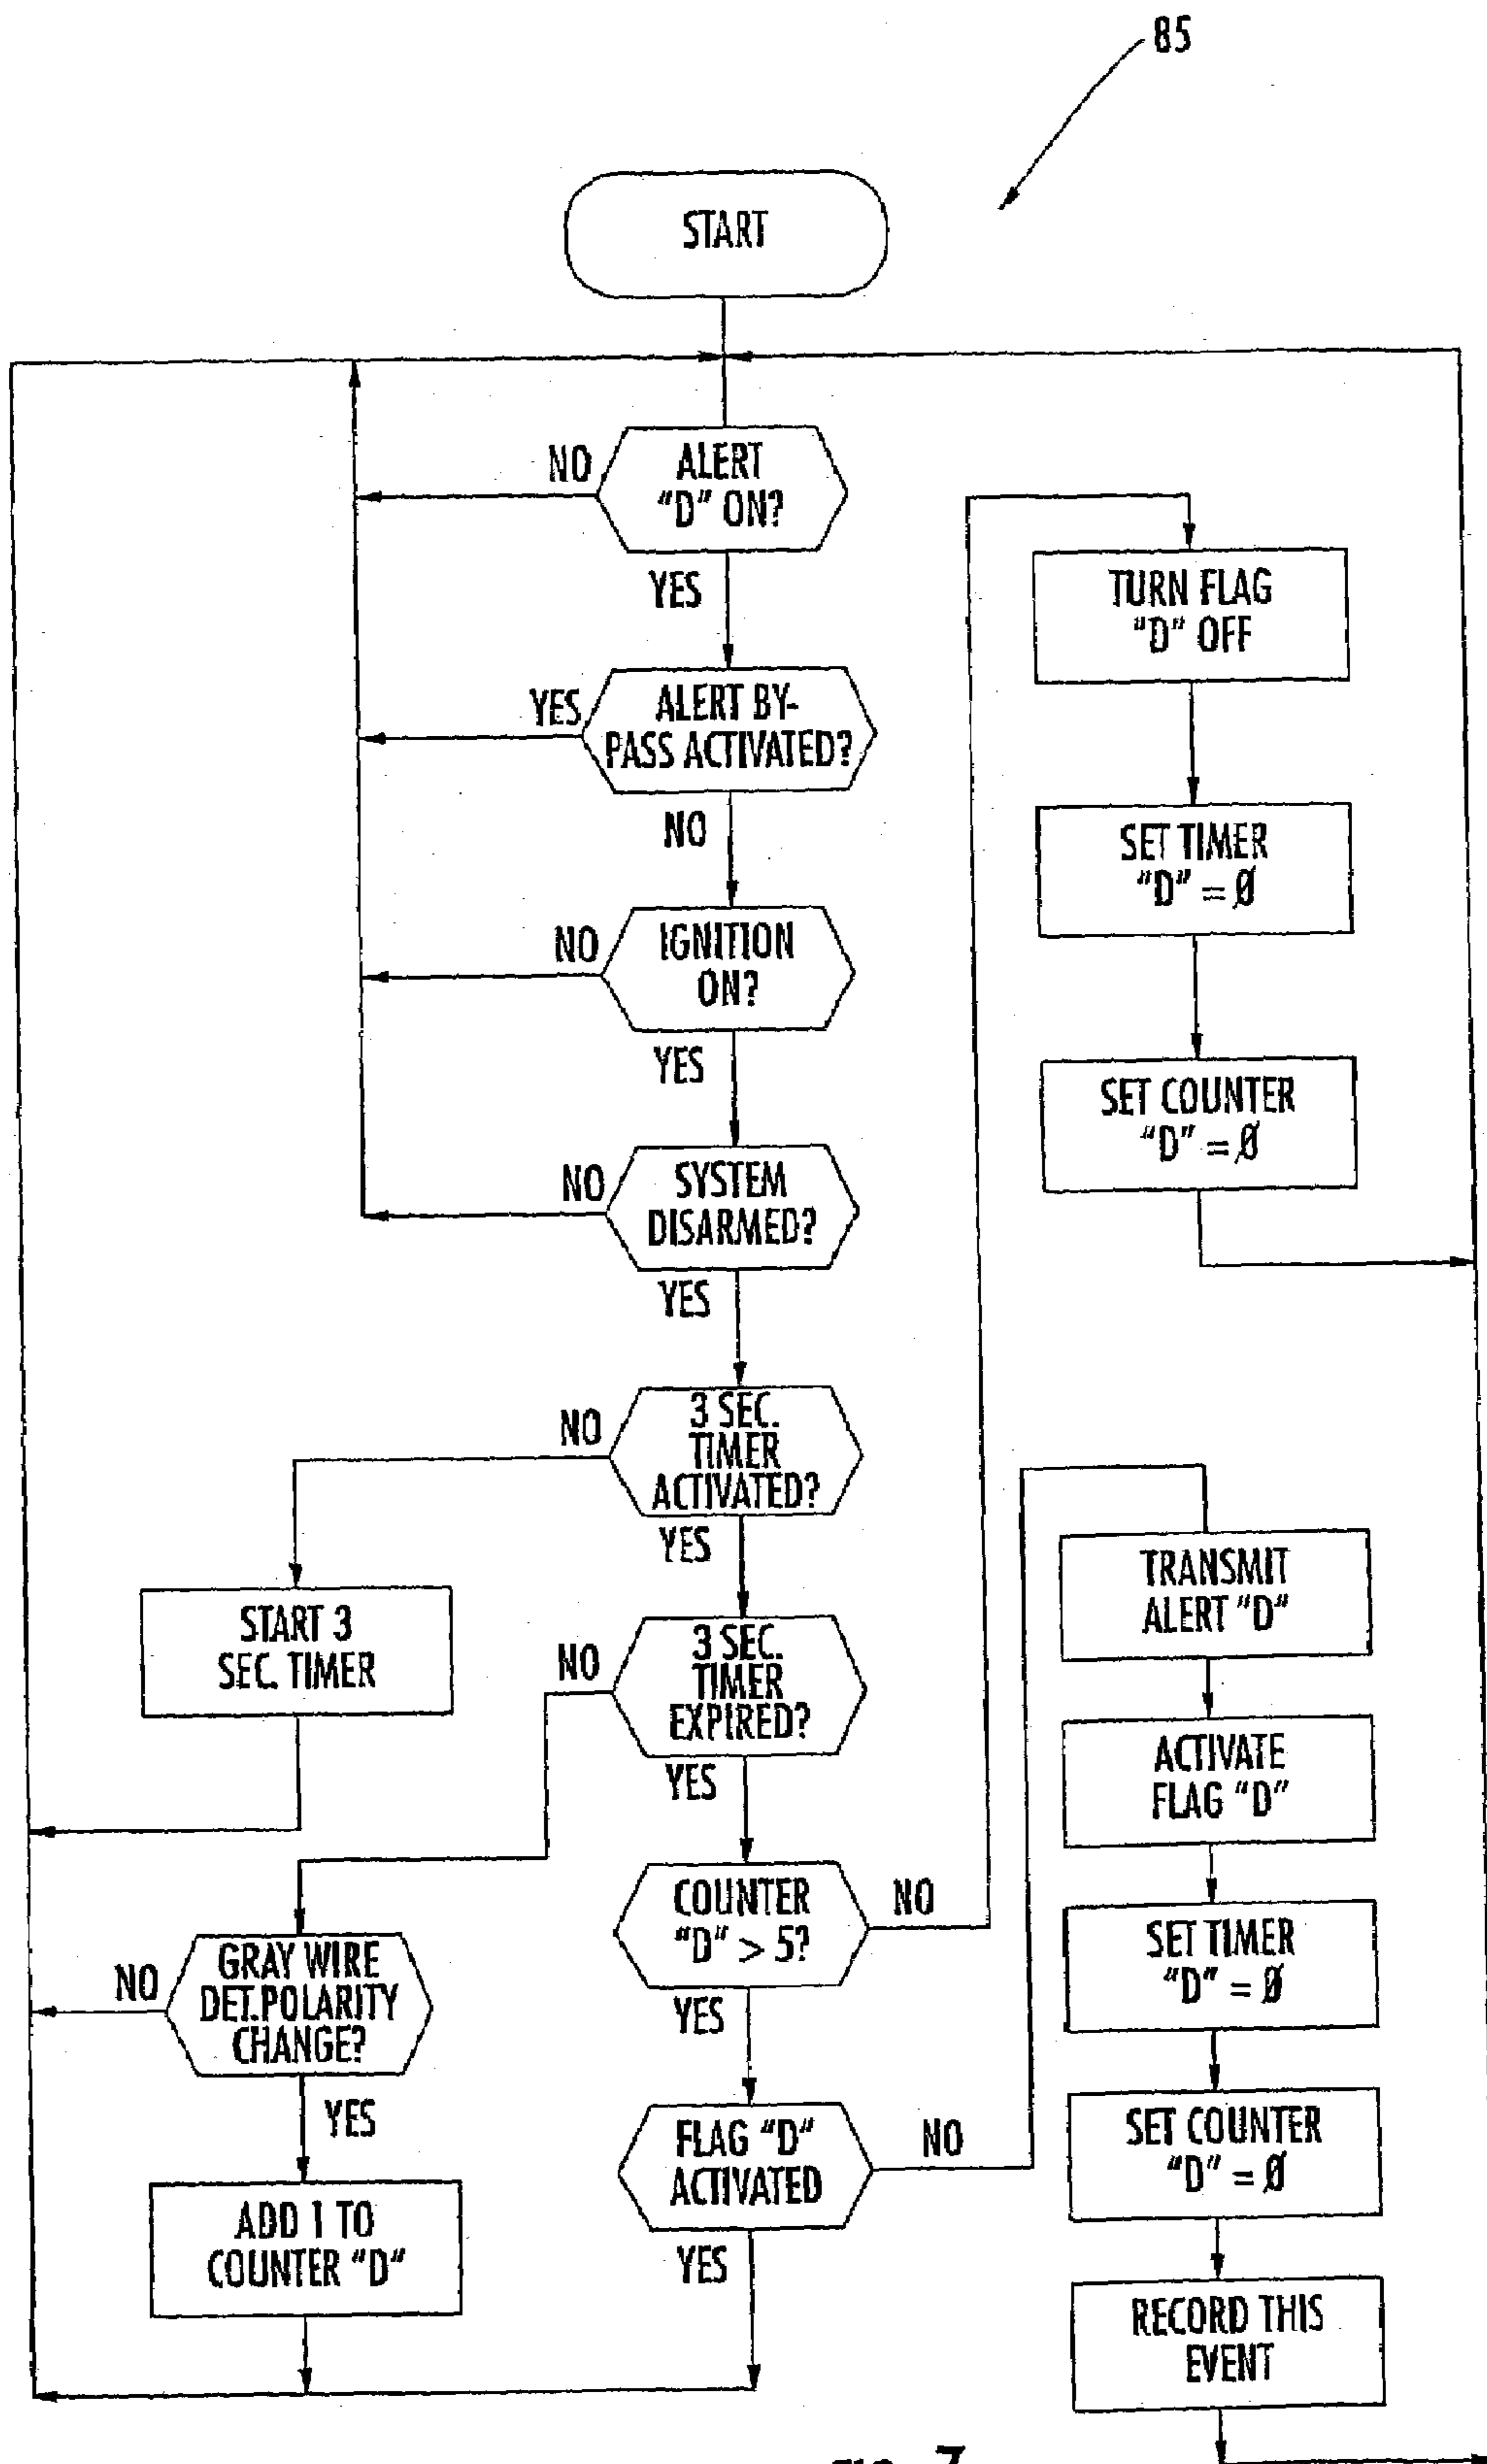 85
START
NO
ALERT
"D" ON?
YES
YES
ALERT BY-
PASS ACTIVATED?
NO
NO
IGNITION
ON?
YES
NO
SYSTEM
DISARMED?
YES
NO
3 SEC.
TIMER
ACTIVATED?
YES
START 3
SEC. TIMER
NO
3 SEC.
TIMER
EXPIRED?
YES
NO
GRAY WIRE
DET.POLARITY
CHANGE?
YES
ADD 1 TO
COUNTER "D"
COUNTER
"D" > 5?
NO
YES
FLAG "D"
ACTIVATED
NO
YES
TURN FLAG
"D" OFF
SET TIMER
"D" = Ø
SET COUNTER
"D" = Ø
TRANSMIT
ALERT "D"
ACTIVATE
FLAG "D"
SET TIMER
"D" = Ø
SET COUNTER
"D" = Ø
RECORD THIS
EVENT